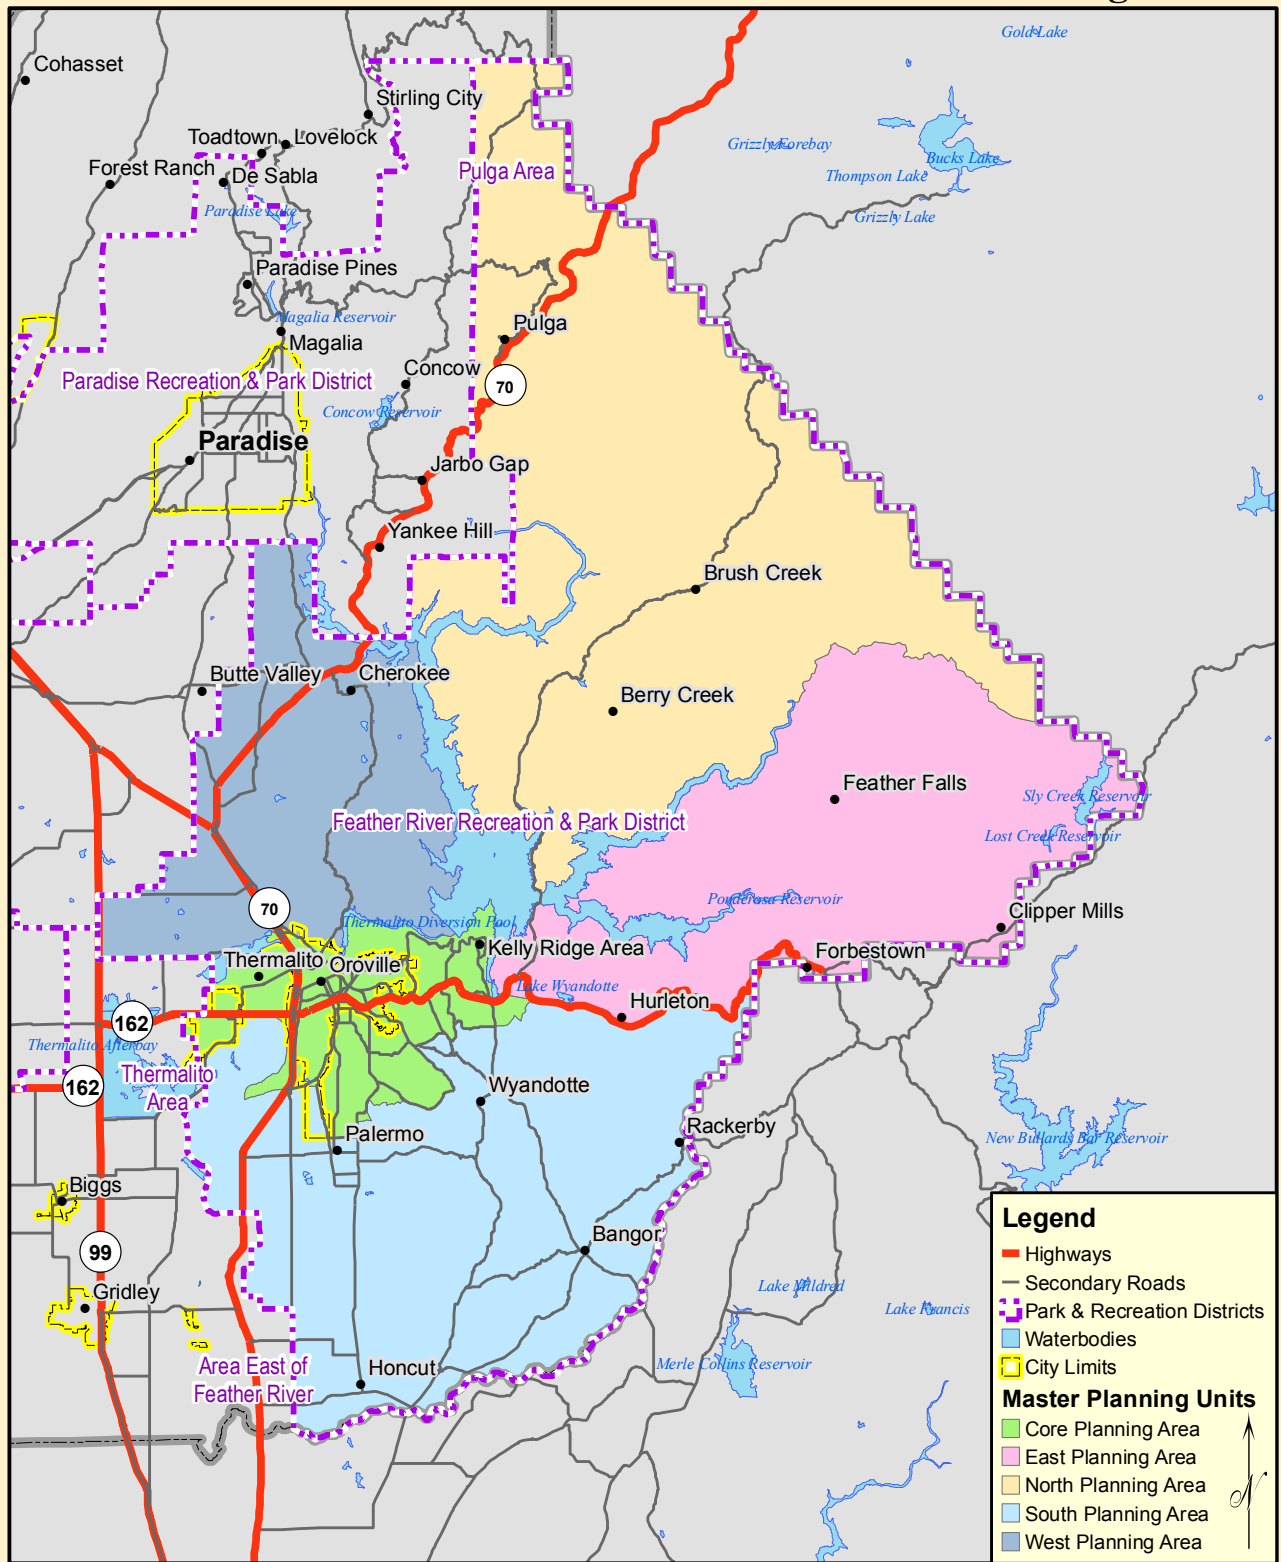 Gold Lake
Cohasset
Stirling City
Toadtown
Lovelock
Grizzly Forebay
Bucks Lake
Forest Ranch
De Sabla
Pulga Area
Thompson Lake
Paradise Lake
Grizzly Lake
Paradise Pines
Magalia Reservoir
Pulga
Magalia
Concow
Paradise Recreation & Park District
70
Concow Reservoir
Paradise
Jarbo Gap
Yankee Hill
Brush Creek
Butte Valley
Cherokee
Berry Creek
Feather Falls
Sly Creek Reservoir
Feather River Recreation & Park District
Lost Creek Reservoir
Ponderosa Reservoir
70
Clipper Mills
Thermalito Diversion Pool
Kelly Ridge Area
Forbestown
Thermalito
Oroville
Lake Wyandotte
Hurleton
162
Thermalito Afterbay
Thermalito
Area
162
Wyandotte
Rackerby
Palermo
New Bullards Bar Reservoir
Biggs
Bangor
99
Gridley
Lake Mildred
Lake Francis
Area East of
Feather River
Honcut
Merle Collins Reservoir
Legend
Highways
Secondary Roads
Park & Recreation Districts
Waterbodies
City Limits
Master Planning Units
Core Planning Area
East Planning Area
North Planning Area
South Planning Area
West Planning Area
N